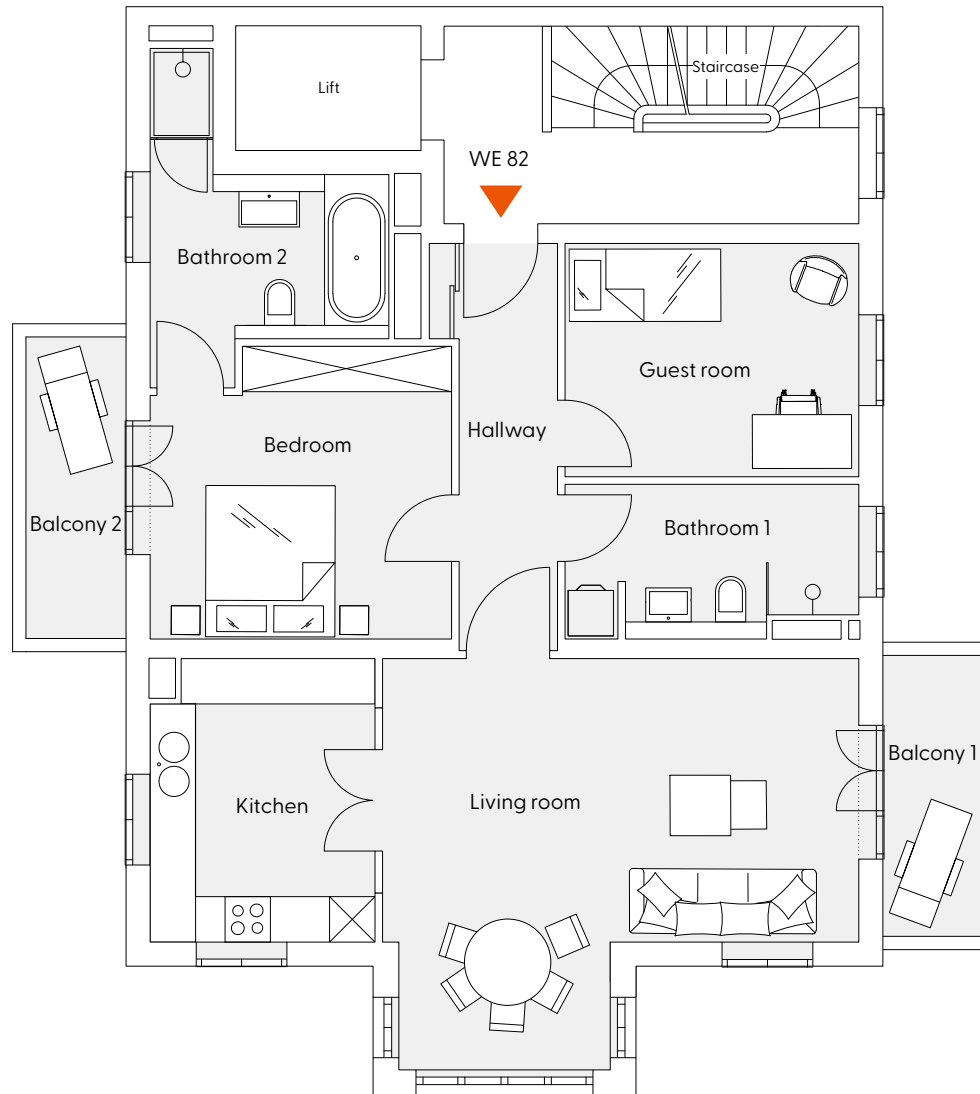 Lift
Staircase
WE 82
Bathroom 2
Guest room
Hallway
Bedroom
Balcony 2
Bathroom 1
Balcony 1
Kitchen
Living room